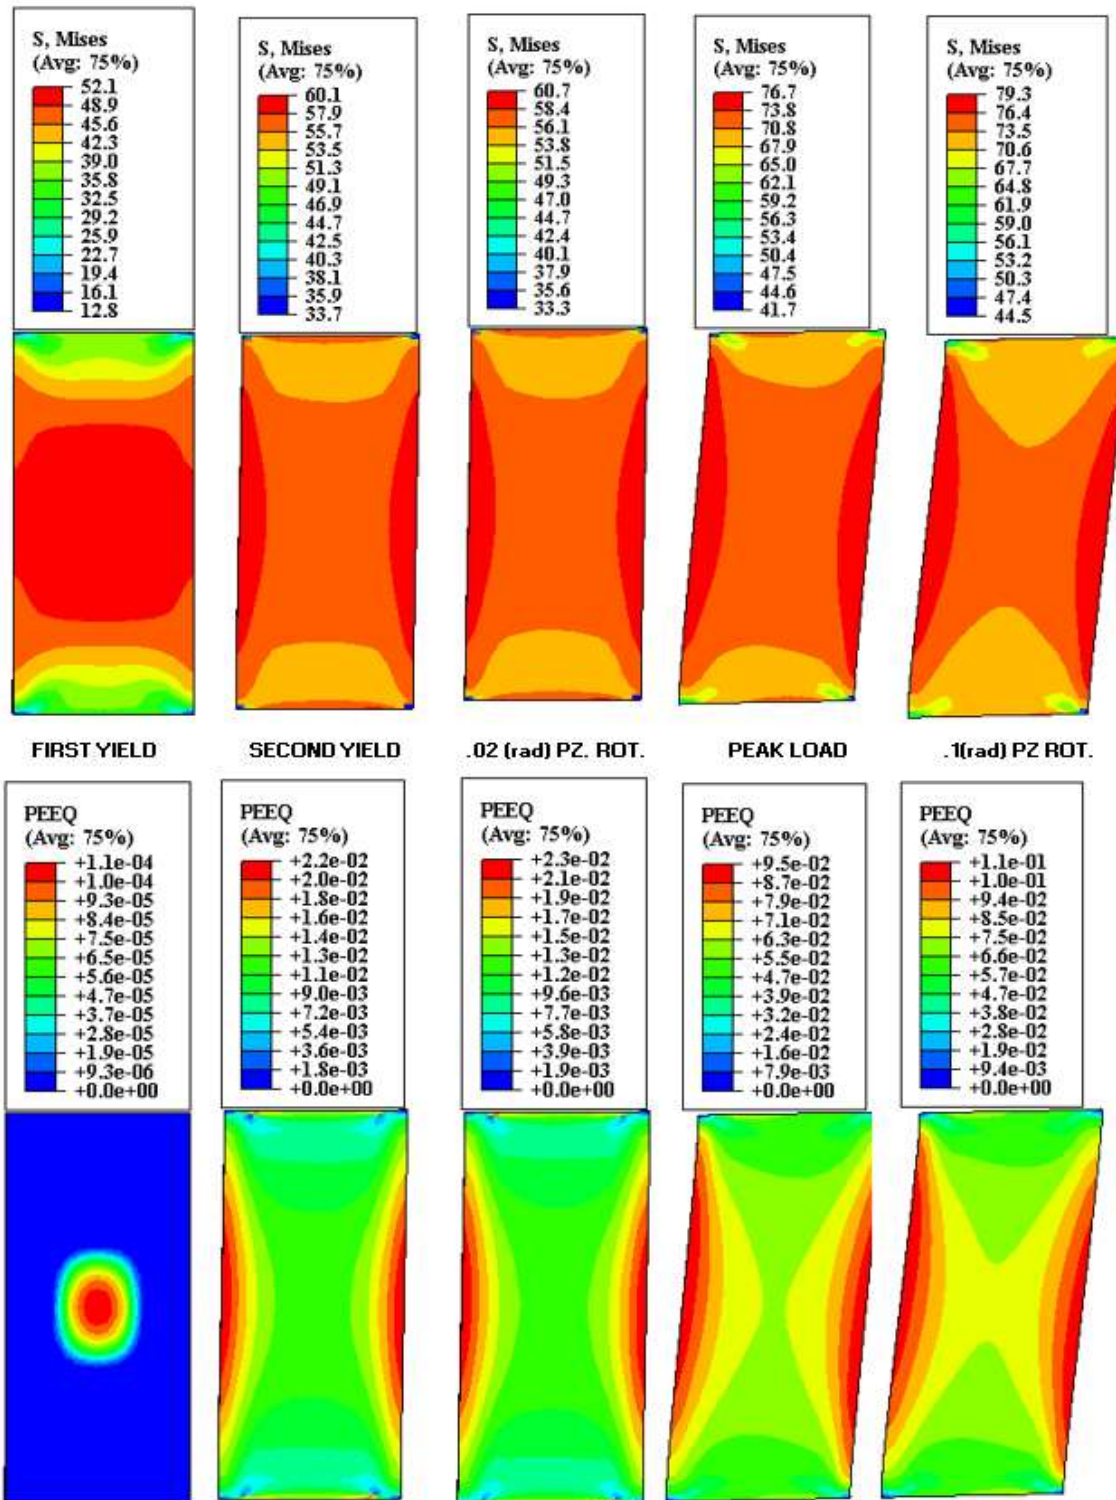 S, Mises
(Avg: 75%)
52.1
48.9
45.6
42.3
39.0
35.8
32.5
29.2
25.9
22.7
19.4
16.1
12.8
S, Mises
(Avg: 75%)
60.1
57.9
55.7
53.5
51.3
49.1
46.9
44.7
42.5
40.3
38.1
35.9
33.7
S, Mises
(Avg: 75%)
60.7
58.4
56.1
53.8
51.5
49.3
47.0
44.7
42.4
40.1
37.9
35.6
33.3
S, Mises
(Avg: 75%)
76.7
73.8
70.8
67.9
65.0
62.1
59.2
56.3
53.4
50.4
47.5
44.6
41.7
S, Mises
(Avg: 75%)
79.3
76.4
73.5
70.6
67.7
64.8
61.9
59.0
56.1
53.2
50.3
47.4
44.5
FIRST YIELD
SECOND YIELD
.02 (rad) PZ. ROT.
PEAK LOAD
.1(rad) PZ ROT.
PEEQ
(Avg: 75%)
+1.1e-04
+1.0e-04
+9.3e-05
+8.4e-05
+7.5e-05
+6.5e-05
+5.6e-05
+4.7e-05
+3.7e-05
+2.8e-05
+1.9e-05
+9.3e-06
+0.0e+00
PEEQ
(Avg: 75%)
+2.2e-02
+2.0e-02
+1.8e-02
+1.6e-02
+1.4e-02
+1.3e-02
+1.1e-02
+9.0e-03
+7.2e-03
+5.4e-03
+3.6e-03
+1.8e-03
+0.0e+00
PEEQ
(Avg: 75%)
+2.3e-02
+2.1e-02
+1.9e-02
+1.7e-02
+1.5e-02
+1.3e-02
+1.2e-02
+9.6e-03
+7.7e-03
+5.8e-03
+3.9e-03
+1.9e-03
+0.0e+00
PEEQ
(Avg: 75%)
+9.5e-02
+8.7e-02
+7.9e-02
+7.1e-02
+6.3e-02
+5.5e-02
+4.7e-02
+3.9e-02
+3.2e-02
+2.4e-02
+1.6e-02
+7.9e-03
+0.0e+00
PEEQ
(Avg: 75%)
+1.1e-01
+1.0e-01
+9.4e-02
+8.5e-02
+7.5e-02
+6.6e-02
+5.7e-02
+4.7e-02
+3.8e-02
+2.8e-02
+1.9e-02
+9.4e-03
+0.0e+00